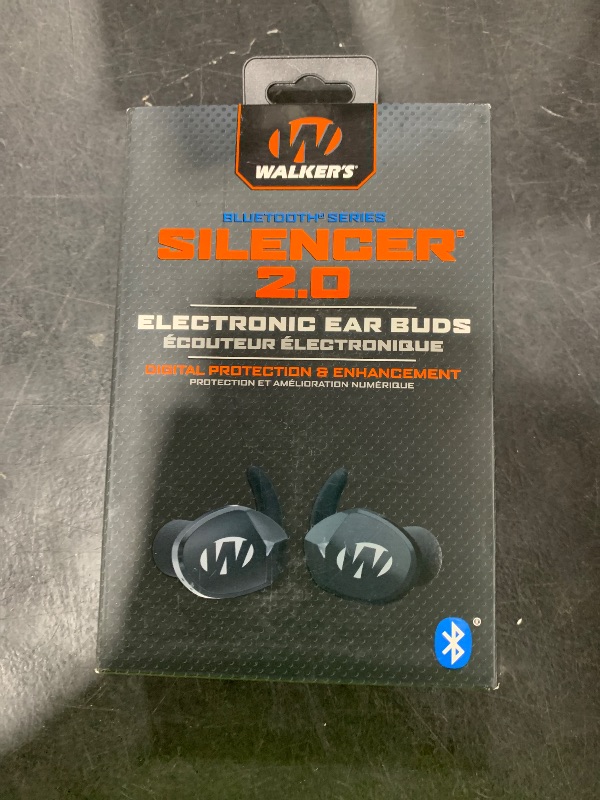 W
WALKER'S
BLUETOOTH® SERIES
SILENCER®
2.0
ELECTRONIC EAR BUDS
ÉCOUTEUR ÉLECTRONIQUE
DIGITAL PROTECTION & ENHANCEMENT
PROTECTION ET AMÉLIORATION NUMÉRIQUE
W W
®